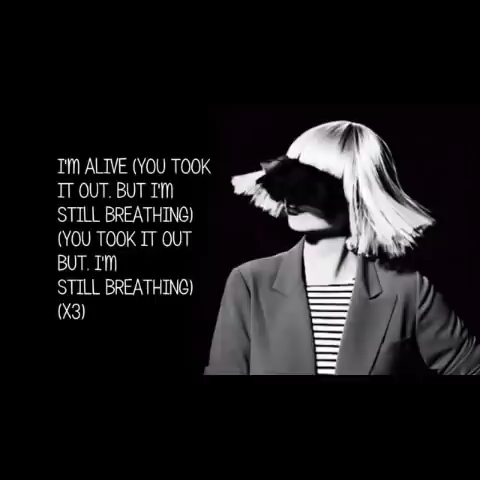 I'M ALIVE (YOU TOOK
IT OUT. BUT I'M
STILL BREATHING)
(YOU TOOK IT OUT
BUT. I'M
STILL BREATHING)
(X3)